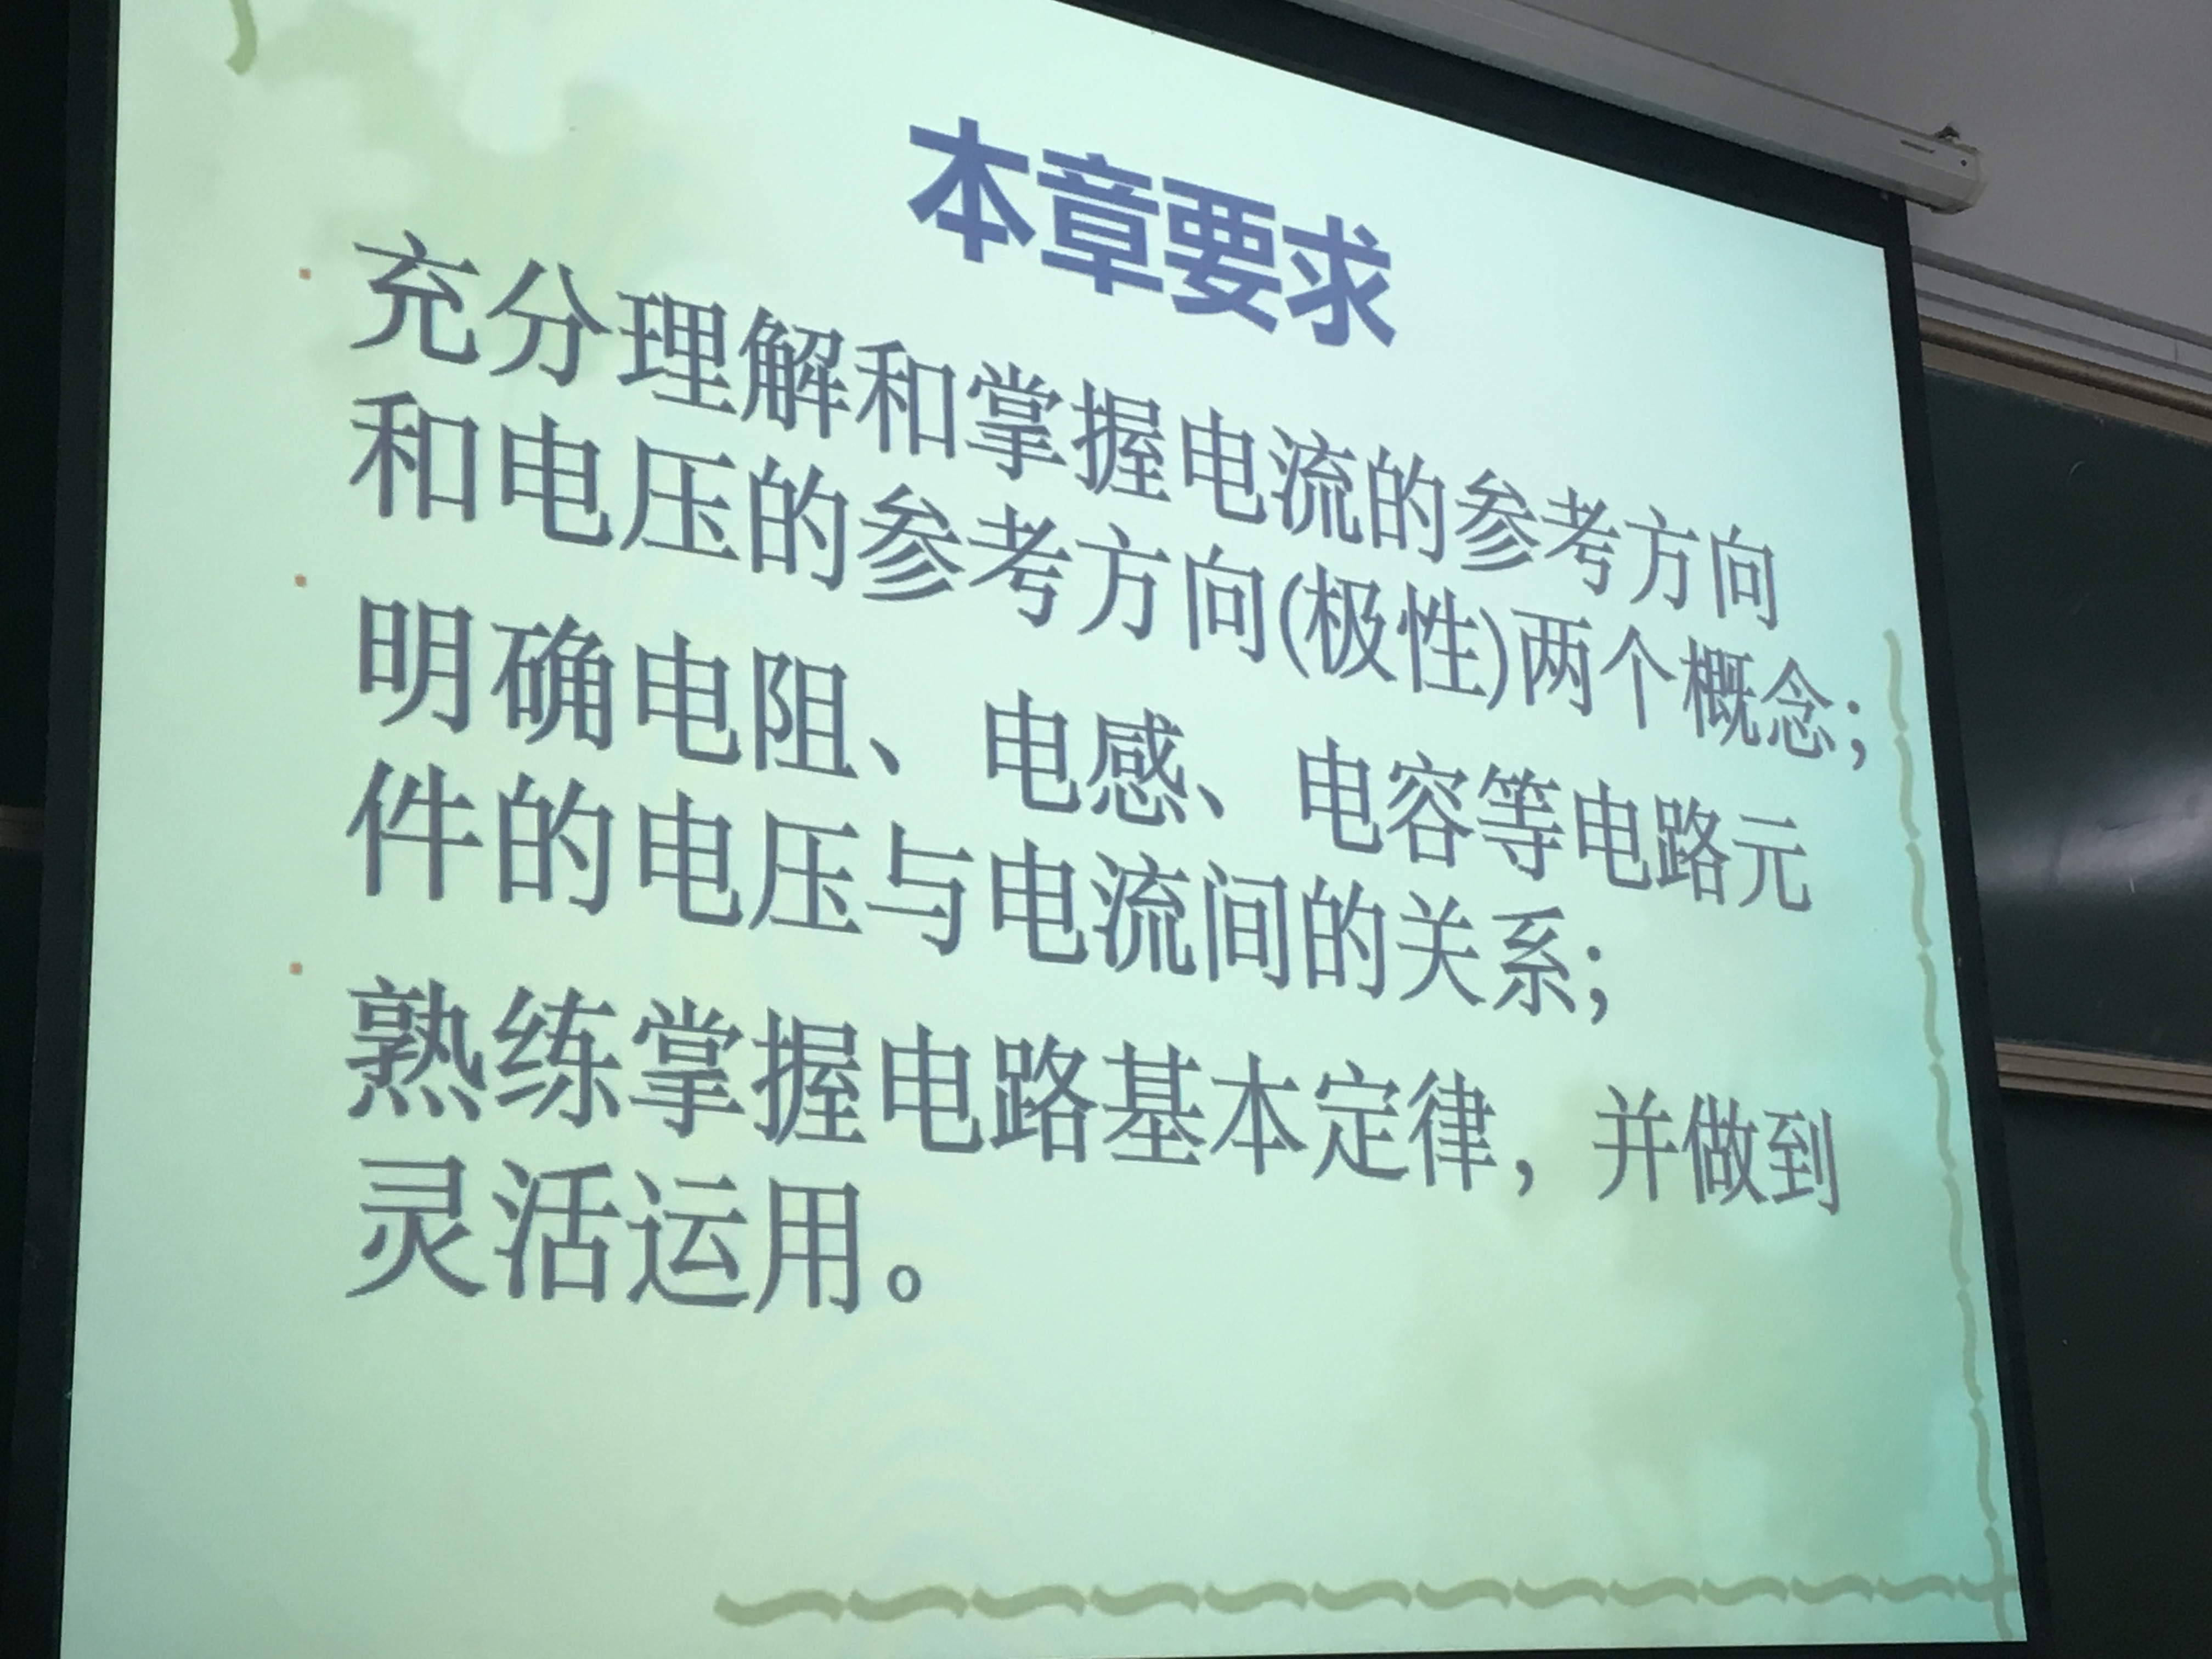 本章要求
充分理解和掌握电流的参考方向
和电压的参考方向(极性)两个概念；
明确电阻、电感、电容等电路元
件的电压与电流间的关系；
熟练掌握电路基本定律，并做到
灵活运用。